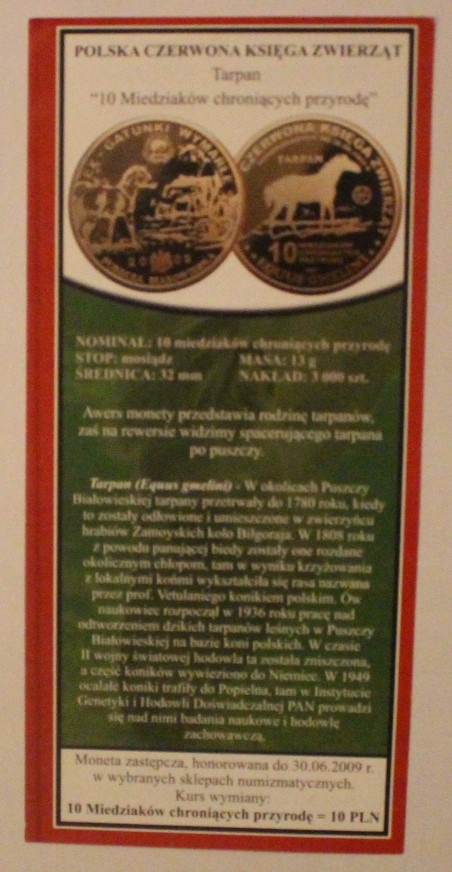 POLSKA CZERWONA KSIĘGA ZWIERZĄT
Tarpan
“10 Miedziaków chroniących przyrodę”
GATUNKI WYMARŁE
CZERWONA KSIĘGA ZWIERZĄT
TARPAN
2008
10
PUSZCZA BIAŁOWIESKA
EQUUS GMELINI
NOMINAŁ: 10 miedziaków chroniących przyrodę
STOP: mosiądz MASA: 13 g
ŚREDNICA: 32 mm NAKŁAD: 3 000 szt.
Awers monety przedstawia rodzinę tarpanów,
zaś na rewersie widzimy spacerującego tarpana
po puszczy.
Tarpan (Equus gmelini) - W okolicach Puszczy
Białowieskiej tarpany przetrwały do 1780 roku, kiedy
to zostały odłowione i umieszczone w zwierzyńcu
hrabiów Zamoyskich koło Biłgoraja. W 1808 roku
z powodu panującej biedy zostały one rozdane
okolicznym chłopom, tam w wyniku krzyżowania
z lokalnymi końmi wykształciła się rasa nazwana
przez prof. Vetulaniego konikiem polskim. Ów
naukowiec rozpoczął w 1936 roku pracę nad
odtworzeniem dzikich tarpanów leśnych w Puszczy
Białowieskiej na bazie koni polskich. W czasie
II wojny światowej hodowla ta została zniszczona,
a część koników wywieziono do Niemiec. W 1949
ocalałe koniki trafiły do Popielna, tam w Instytucie
Genetyki i Hodowli Doświadczalnej PAN prowadzi
się nad nimi badania naukowe i hodowlę
zachowawczą.
Moneta zastępcza, honorowana do 30.06.2009 r.
w wybranych sklepach numizmatycznych.
Kurs wymiany:
10 Miedziaków chroniących przyrodę = 10 PLN